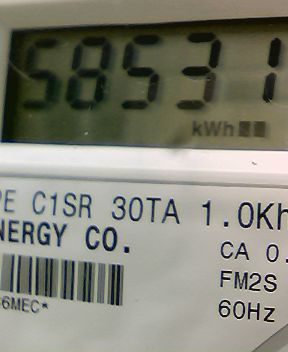 58531
kWh
PE C1SR 30TA 1.0Kh
NERGY CO.
CA 0.
FM2S
6MEC*
60Hz